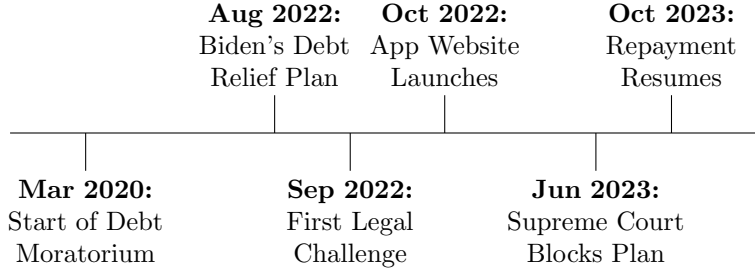 Aug 2022:
Biden's Debt
Relief Plan
Oct 2022:
App Website
Launches
Oct 2023:
Repayment
Resumes
Mar 2020:
Start of Debt
Moratorium
Sep 2022:
First Legal
Challenge
Jun 2023:
Supreme Court
Blocks Plan